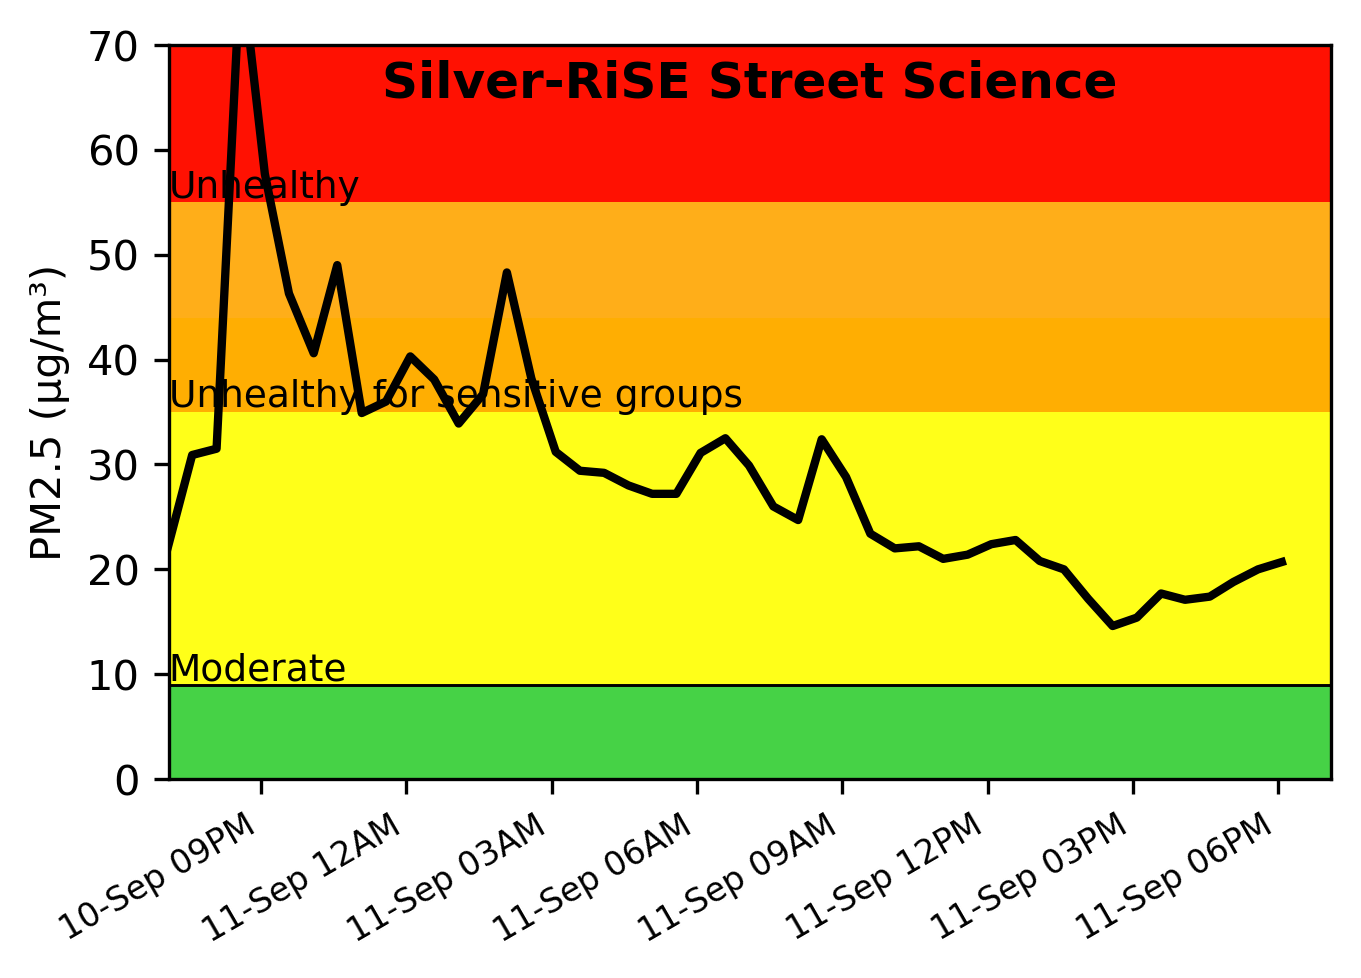 Silver-RiSE Street Science
PM2.5 (μg/m³)
70
60
50
40
30
20
10
0
Unhealthy
Unhealthy for sensitive groups
Moderate
10-Sep 09PM
11-Sep 12AM
11-Sep 03AM
11-Sep 06AM
11-Sep 09AM
11-Sep 12PM
11-Sep 03PM
11-Sep 06PM